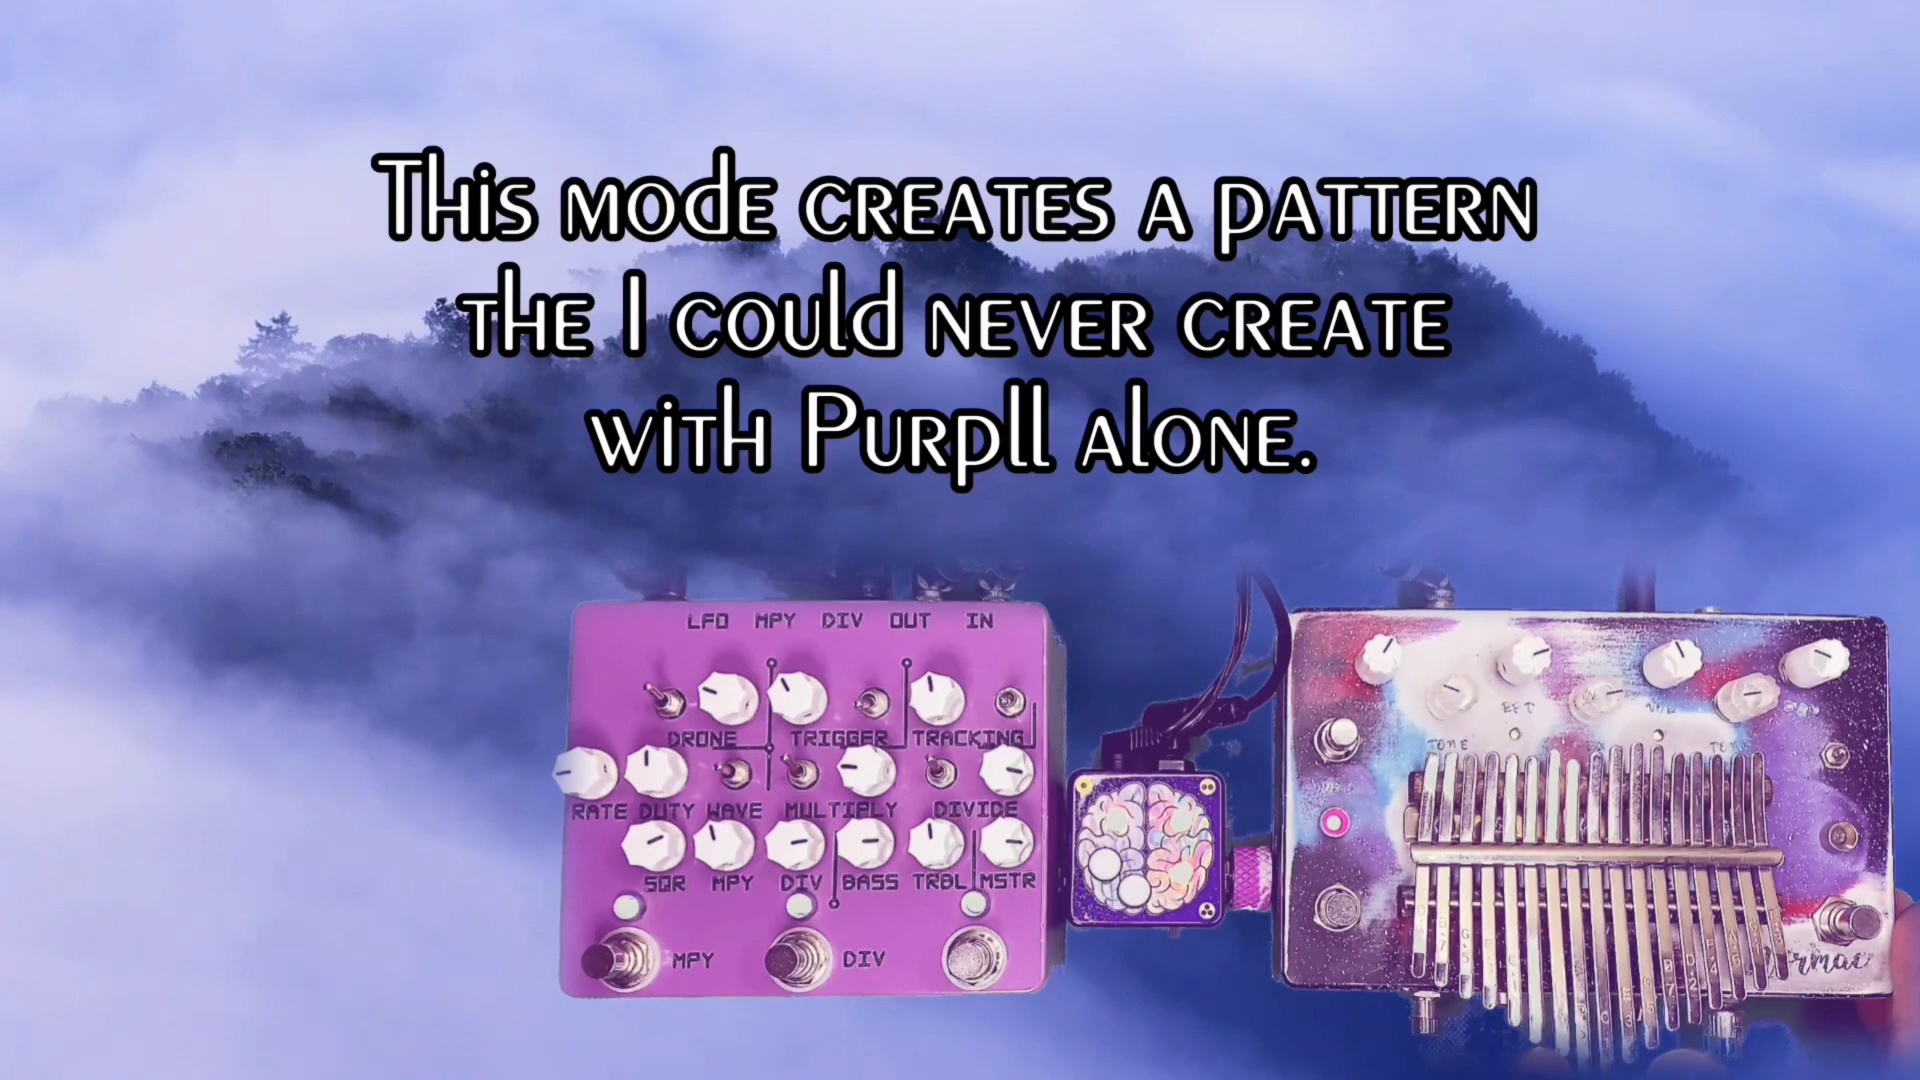 This mode creates a pattern
the I could never create
with Purpll alone.
LFO MPY DIV OUT IN
DRONE TRIGGER TRACKING
RATE DUTY WAVE MULTIPLY DIVIDE
SQR MPY DIV BASS TRBL MSTR
MPY DIV
TONE